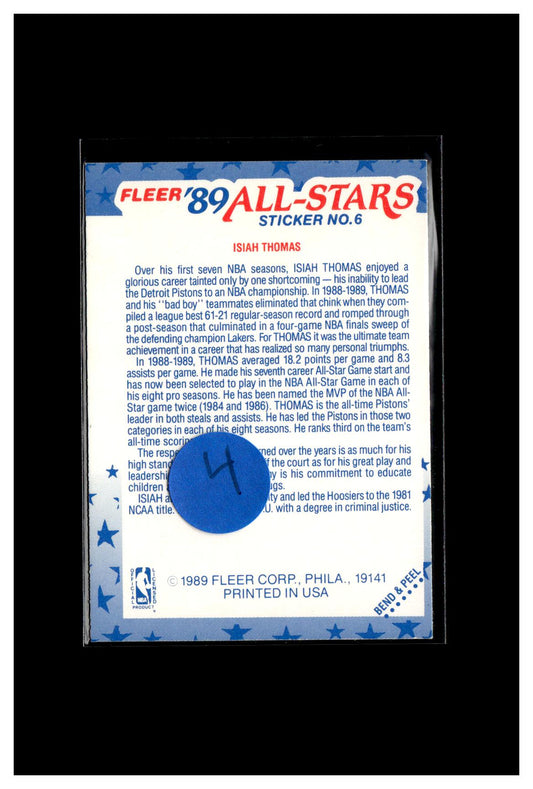 FLEER '89 ALL-STARS
STICKER NO. 6
ISIAH THOMAS
Over his first seven NBA seasons, ISIAH THOMAS enjoyed a
glorious career tainted only by one shortcoming — his inability to lead
the Detroit Pistons to an NBA championship. In 1988-1989, THOMAS
and his "bad boy" teammates eliminated that chink when they com-
piled a league best 61-21 regular-season record and romped through
a post-season that culminated in a four-game NBA finals sweep of
the defending champion Lakers. For THOMAS it was the ultimate team
achievement in a career that has realized so many personal triumphs.
In 1988-1989, THOMAS averaged 18.2 points per game and 8.3
assists per game. He made his seventh career All-Star Game start and
has now been selected to play in the NBA All-Star Game in each of
his eight pro seasons. He has been named the MVP of the NBA All-
Star game twice (1984 and 1986). THOMAS is the all-time Pistons'
leader in both steals and assists. He has led the Pistons in those two
categories in each of his eight seasons. He ranks third on the team's
all-time scoring
The respe rned over the years is as much for his
high stand f the court as for his great play and
leadership y is his commitment to educate
children ugs.
ISIAH a ity and led the Hoosiers to the 1981
NCAA title. U. with a degree in criminal justice.
4
OFFICIAL LICENSED
NBA
PRODUCT
© 1989 FLEER CORP., PHILA., 19141
PRINTED IN USA
BEND & PEEL